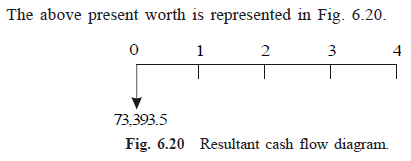 The above present worth is represented in Fig. 6.20.
0 1 2 3 4
73,393.5
Fig. 6.20 Resultant cash flow diagram.